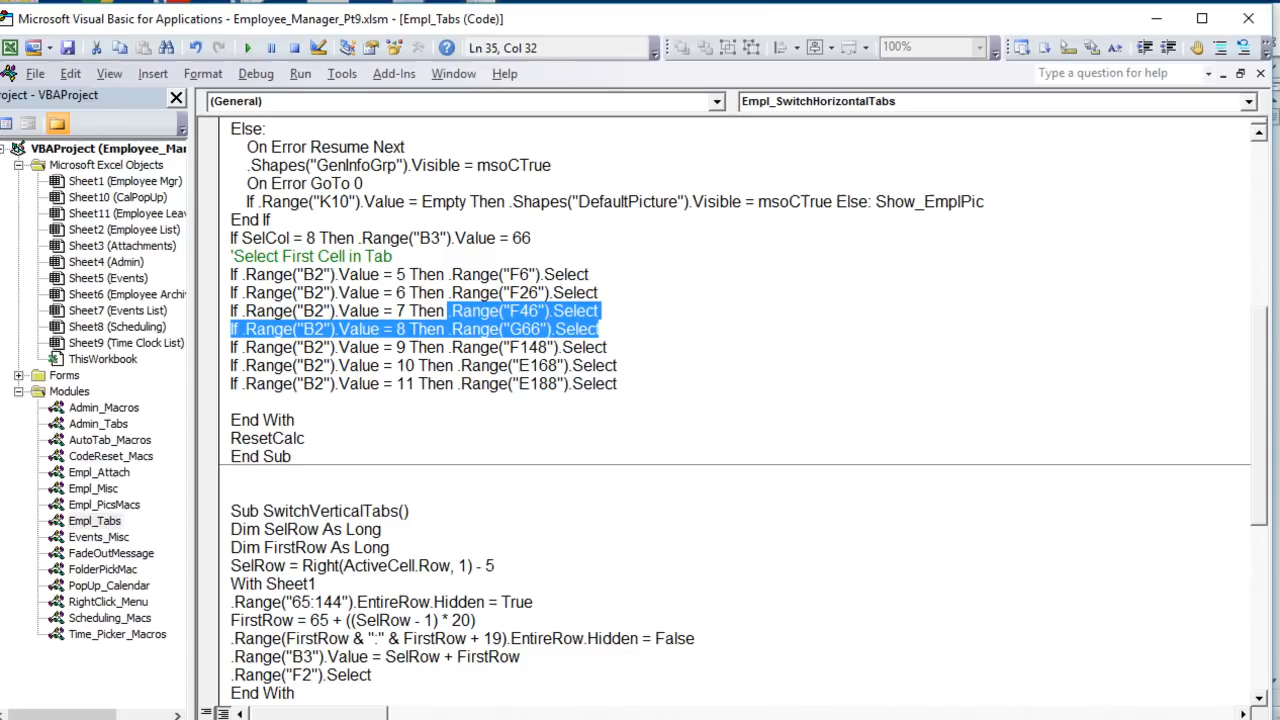 Microsoft Visual Basic for Applications - Employee_Manager_Pt9.xlsm - [Empl_Tabs (Code)]
Ln 35, Col 32
100%
File Edit View Insert Format Debug Run Tools Add-Ins Window Help
Type a question for help
roject - VBAProject
(General)
Empl_SwitchHorizontalTabs
VBAProject (Employee_Mar
Microsoft Excel Objects
Sheet1 (Employee Mgr)
Sheet10 (CalPopUp)
Sheet11 (Employee Leav
Sheet2 (Employee List)
Sheet3 (Attachments)
Sheet4 (Admin)
Sheet5 (Events)
Sheet6 (Employee Archiv
Sheet7 (Events List)
Sheet8 (Scheduling)
Sheet9 (Time Clock List)
ThisWorkbook
Forms
Modules
Admin_Macros
Admin_Tabs
AutoTab_Macros
CodeReset_Macs
Empl_Attach
Empl_Misc
Empl_PicsMacs
Empl_Tabs
Events_Misc
FadeOutMessage
FolderPickMac
PopUp_Calendar
RightClick_Menu
Scheduling_Macs
Time_Picker_Macros
Else:
On Error Resume Next
.Shapes("GenInfoGrp").Visible = msoCTrue
On Error GoTo 0
If .Range("K10").Value = Empty Then .Shapes("DefaultPicture").Visible = msoCTrue Else: Show_EmplPic
End If
If SelCol = 8 Then .Range("B3").Value = 66
'Select First Cell in Tab
If .Range("B2").Value = 5 Then .Range("F6").Select
If .Range("B2").Value = 6 Then .Range("F26").Select
If .Range("B2").Value = 7 Then .Range("F46").Select
If .Range("B2").Value = 8 Then .Range("G66").Select
If .Range("B2").Value = 9 Then .Range("F148").Select
If .Range("B2").Value = 10 Then .Range("E168").Select
If .Range("B2").Value = 11 Then .Range("E188").Select
End With
ResetCalc
End Sub
Sub SwitchVerticalTabs()
Dim SelRow As Long
Dim FirstRow As Long
SelRow = Right(ActiveCell.Row, 1) - 5
With Sheet1
.Range("65:144").EntireRow.Hidden = True
FirstRow = 65 + ((SelRow - 1) * 20)
.Range(FirstRow & ":" & FirstRow + 19).EntireRow.Hidden = False
.Range("B3").Value = SelRow + FirstRow
.Range("F2").Select
End With